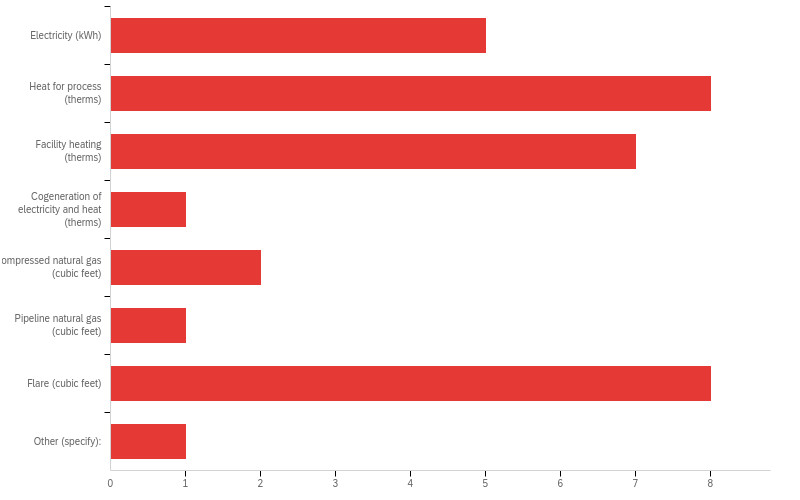 Electricity (kWh)
Heat for process
(therms)
Facility heating
(therms)
Cogeneration of
electricity and heat
(therms)
ompressed natural gas
(cubic feet)
Pipeline natural gas
(cubic feet)
Flare (cubic feet)
Other (specify):
0 1 2 3 4 5 6 7 8